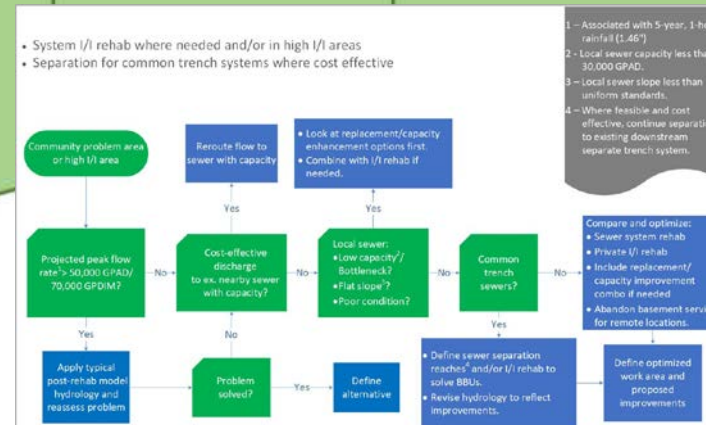 • System I/I rehab where needed and/or in high I/I areas
• Separation for common trench systems where cost effective
1 – Associated with 5-year, 1-ho
rainfall (1.46")
2 - Local sewer capacity less tha
30,000 GPAD.
3 – Local sewer slope less than
uniform standards.
4 – Where feasible and cost
effective, continue separatio
to existing downstream
separate trench system.
Community problem area
or high I/I area
Reroute flow to
sewer with capacity
• Look at replacement/capacity
enhancement options first.
• Combine with I/I rehab if
needed.
Yes
Yes
Projected peak flow
rate¹> 50,000 GPAD/
70,000 GPDIM?
No
Cost-effective
discharge
to ex. nearby sewer
with capacity?
No
Local sewer:
•Low capacity²/
Bottleneck?
•Flat slope³?
•Poor condition?
No
Common
trench
sewers?
No
Compare and optimize:
• Sewer system rehab
• Private I/I rehab
• Include replacement/
capacity improvement
combo if needed
• Abandon basement servic
for remote locations.
Yes
No
Yes
Apply typical
post-rehab model
hydrology and
reassess problem
Problem
solved?
Yes
Define
alternative
• Define sewer separation
reaches⁴ and/or I/I rehab to
solve BBUs.
• Revise hydrology to reflect
improvements.
Define optimized
work area and
proposed
improvements